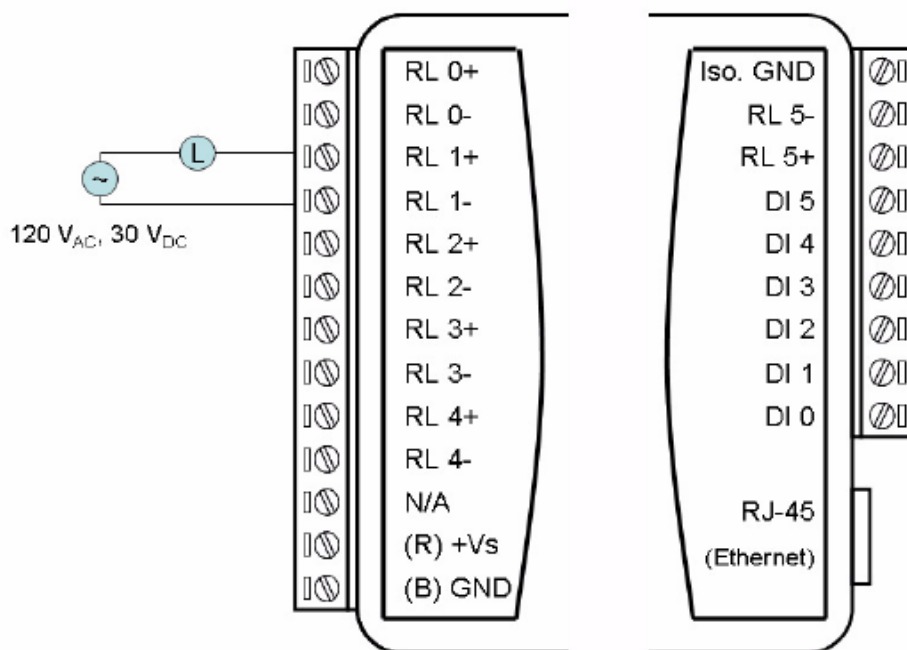 RL 0+
RL 0-
RL 1+
RL 1-
RL 2+
RL 2-
RL 3+
RL 3-
RL 4+
RL 4-
N/A
(R) +Vs
(B) GND
L
~
120 VAC, 30 VDC
Iso. GND
RL 5-
RL 5+
DI 5
DI 4
DI 3
DI 2
DI 1
DI 0
RJ-45
(Ethernet)